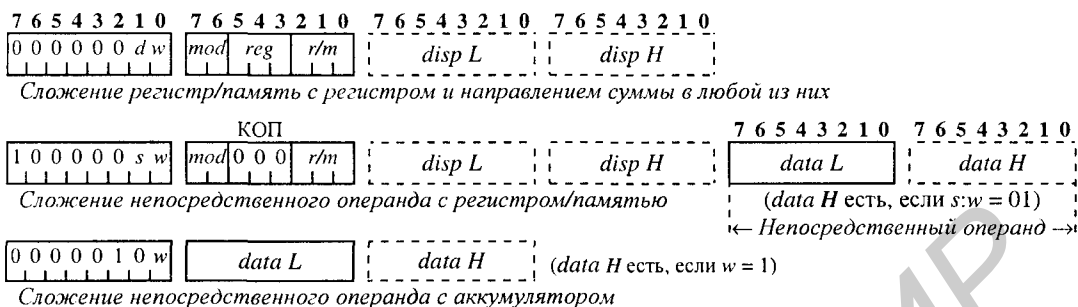 7 6 5 4 3 2 1 0 7 6 5 4 3 2 1 0 7 6 5 4 3 2 1 0 7 6 5 4 3 2 1 0
0 0 0 0 0 0 d w mod reg r/m disp L disp H
Сложение регистр/память с регистром и направлением суммы в любой из них
КОП 7 6 5 4 3 2 1 0 7 6 5 4 3 2 1 0
1 0 0 0 0 0 s w mod 0 0 0 r/m disp L disp H data L data H
Сложение непосредственного операнда с регистром/памятью (data H есть, если s:w = 01)
← Непосредственный операнд →
0 0 0 0 0 1 0 w data L data H (data H есть, если w = 1)
Сложение непосредственного операнда с аккумулятором